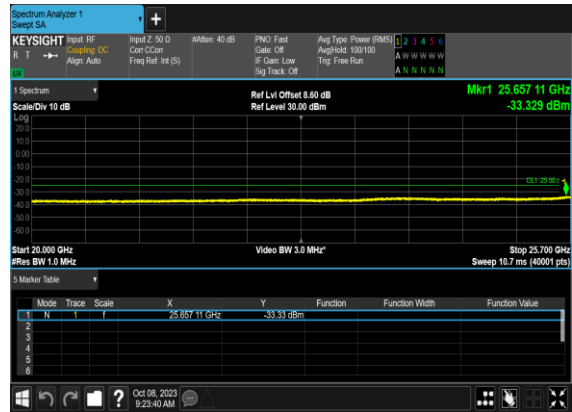 Spectrum Analyzer 1
Swept SA
+
KEYSIGHT Input: RF Input Z: 50 Ω #Atten: 40 dB PNO: Fast Avg Type: Power (RMS) 1 2 3 4 5 6
R T Coupling: DC Corr CCorr Gate: Off Avg|Hold: 100/100 A W W W W W
Align: Auto Freq Ref: Int (S) IF Gain: Low Trig: Free Run
Sig Track: Off A N N N N N
1 Spectrum Ref Lvl Offset 8.60 dB Mkr1 25.657 11 GHz
Scale/Div 10 dB Ref Level 30.00 dBm -33.329 dBm
Log
20.0
10.0
0.00
-10.0
-20.0
DL1 -25.00
-30.0
-40.0
-50.0
-60.0
Start 20.000 GHz Video BW 3.0 MHz* Stop 25.700 GHz
#Res BW 1.0 MHz Sweep 10.7 ms (40001 pts)
5 Marker Table
Mode Trace Scale X Y Function Function Width Function Value
1 N 1 f 25.657 11 GHz -33.33 dBm
2
3
4
5
6
? Oct 08, 2023
9:23:40 AM